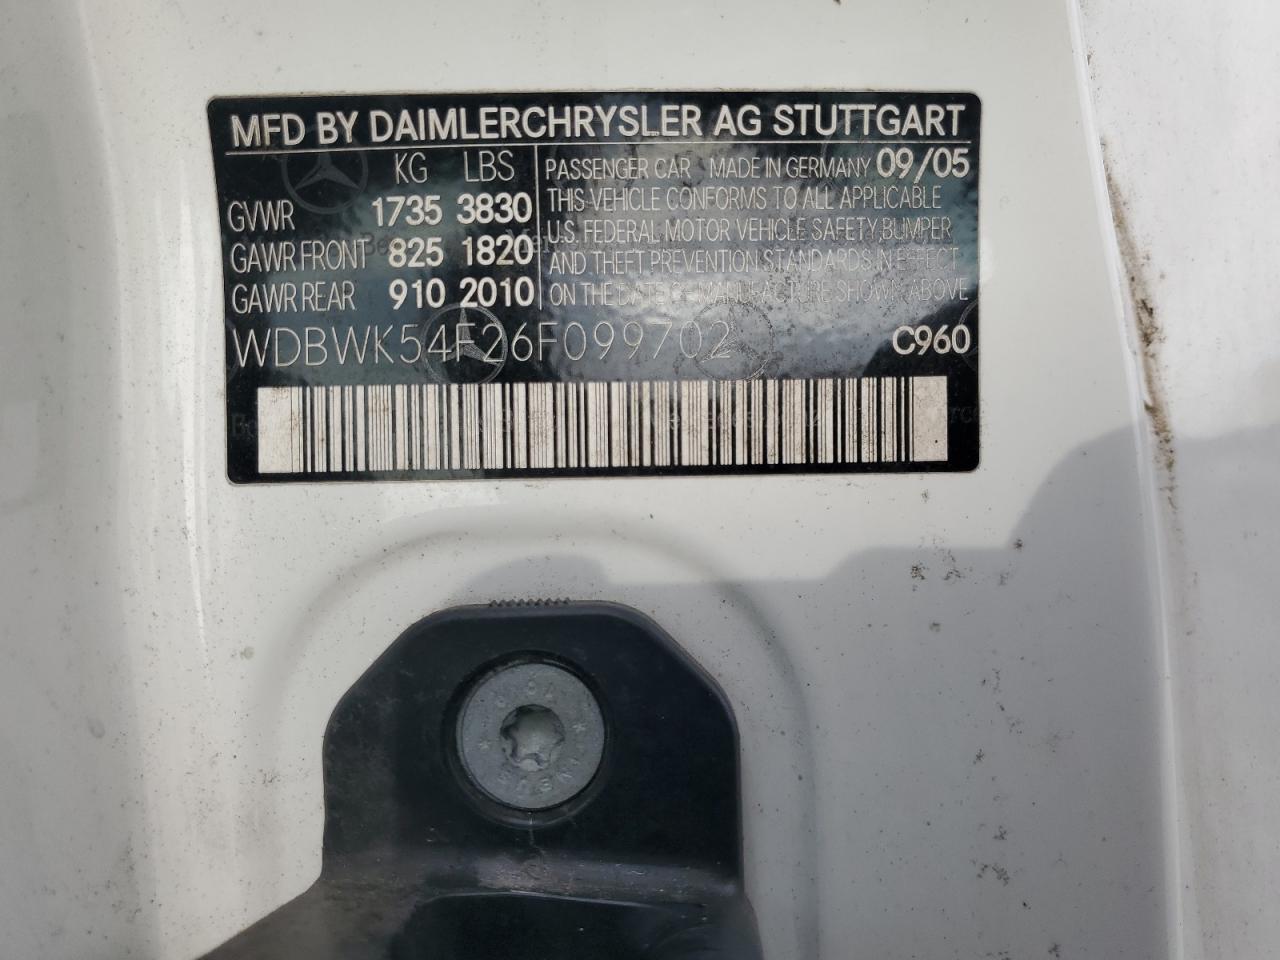 MFD BY DAIMLERCHRYSLER AG STUTTGART
KG LBS
GVWR 1735 3830
GAWR FRONT 825 1820
GAWR REAR 910 2010
PASSENGER CAR MADE IN GERMANY 09/05
THIS VEHICLE CONFORMS TO ALL APPLICABLE
U.S. FEDERAL MOTOR VEHICLE SAFETY, BUMPER
AND THEFT PREVENTION STANDARDS IN EFFECT
ON THE DATE OF MANUFACTURE SHOWN ABOVE
WDBWK54F26F099702 C960